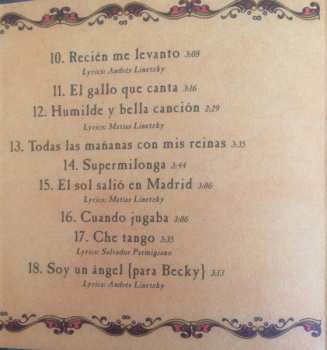 10. Recién me levanto 3:03
Lyrics: Andrés Linetzky
11. El gallo que canta 3:16
12. Humilde y bella canción 2:29
Lyrics: Matías Linetzky
13. Todas las mañanas con mis reinas 3:35
14. Supermilonga 3:44
15. El sol salió en Madrid 3:06
Lyrics: Matías Linetzky
16. Cuando jugaba 3:06
17. Che tango 3:35
Lyrics: Salvador Parmigiano
18. Soy un ángel {para Becky} 3:13
Lyrics: Andrés Linetzky